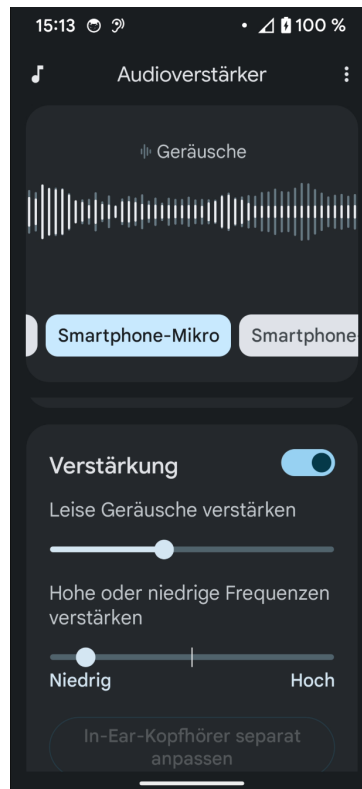 15:13 100 %
Audioverstärker
Geräusche
Smartphone-Mikro Smartphone
Verstärkung
Leise Geräusche verstärken
Hohe oder niedrige Frequenzen
verstärken
Niedrig Hoch
In-Ear-Kopfhörer separat
anpassen